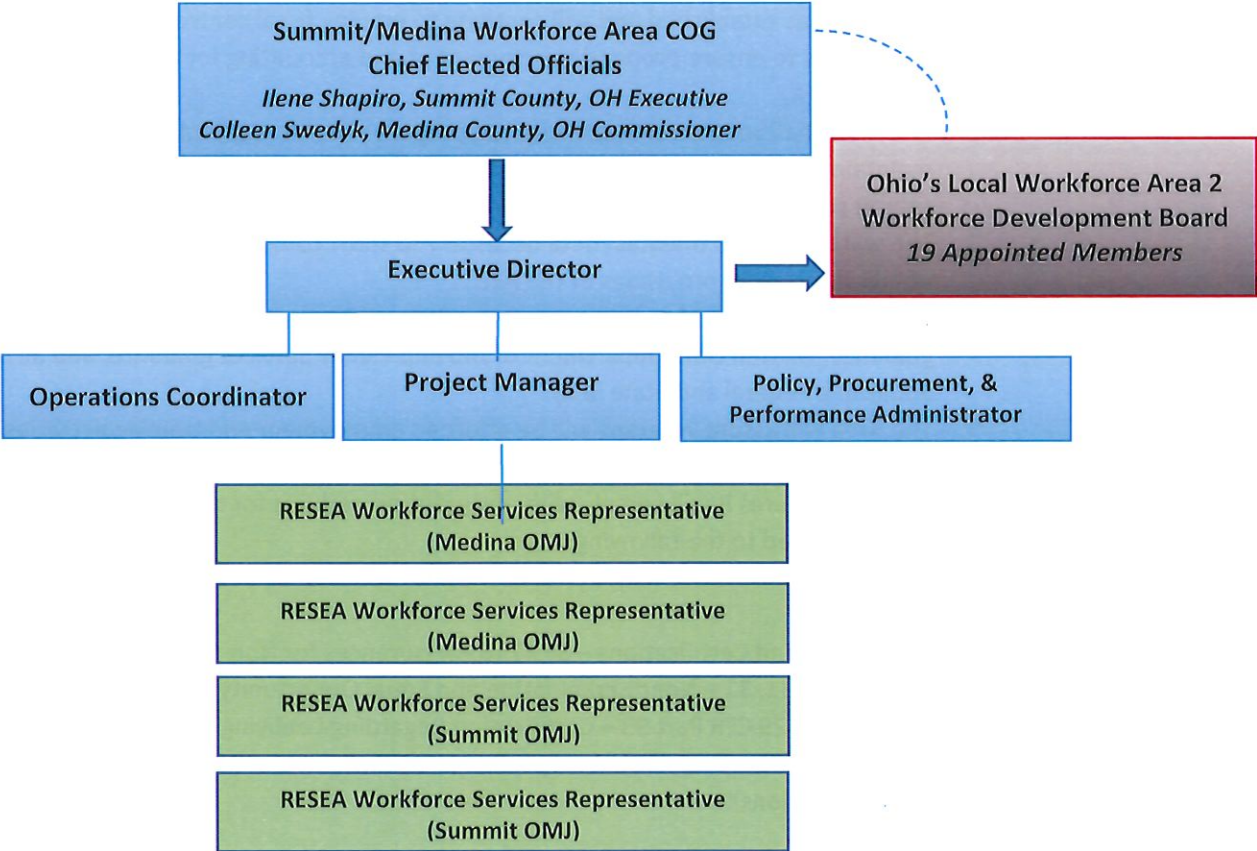 Summit/Medina Workforce Area COG
Chief Elected Officials
Ilene Shapiro, Summit County, OH Executive
Colleen Swedyk, Medina County, OH Commissioner
Ohio's Local Workforce Area 2
Workforce Development Board
19 Appointed Members
Executive Director
Operations Coordinator
Project Manager
Policy, Procurement, &
Performance Administrator
RESEA Workforce Services Representative
(Medina OMJ)
RESEA Workforce Services Representative
(Medina OMJ)
RESEA Workforce Services Representative
(Summit OMJ)
RESEA Workforce Services Representative
(Summit OMJ)